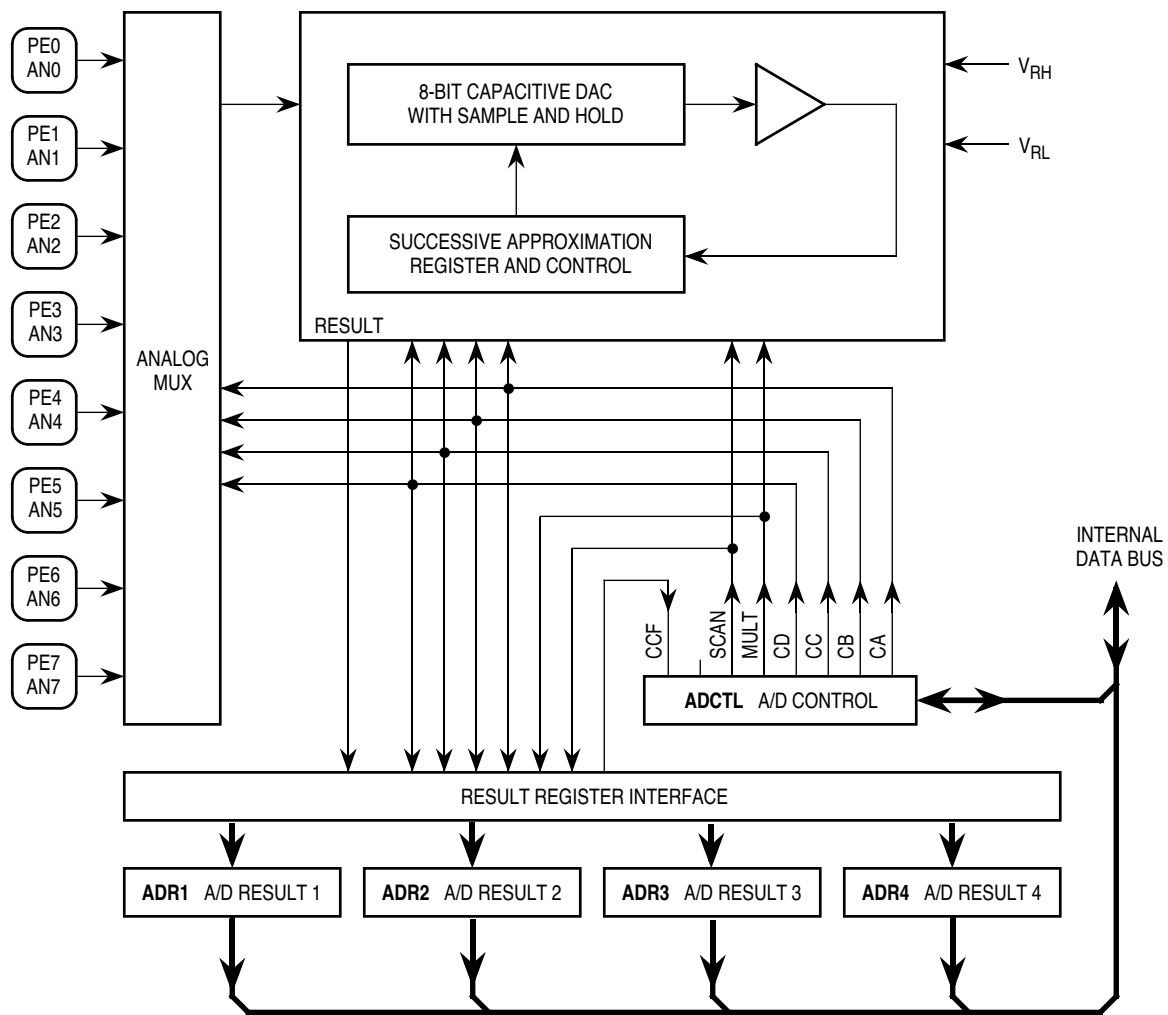 PE0
AN0
PE1
AN1
PE2
AN2
PE3
AN3
PE4
AN4
PE5
AN5
PE6
AN6
PE7
AN7
ANALOG
MUX
8-BIT CAPACITIVE DAC
WITH SAMPLE AND HOLD
SUCCESSIVE APPROXIMATION
REGISTER AND CONTROL
RESULT
VRH
VRL
INTERNAL
DATA BUS
CCF
SCAN
MULT
CD
CC
CB
CA
ADCTL A/D CONTROL
RESULT REGISTER INTERFACE
ADR1 A/D RESULT 1
ADR2 A/D RESULT 2
ADR3 A/D RESULT 3
ADR4 A/D RESULT 4